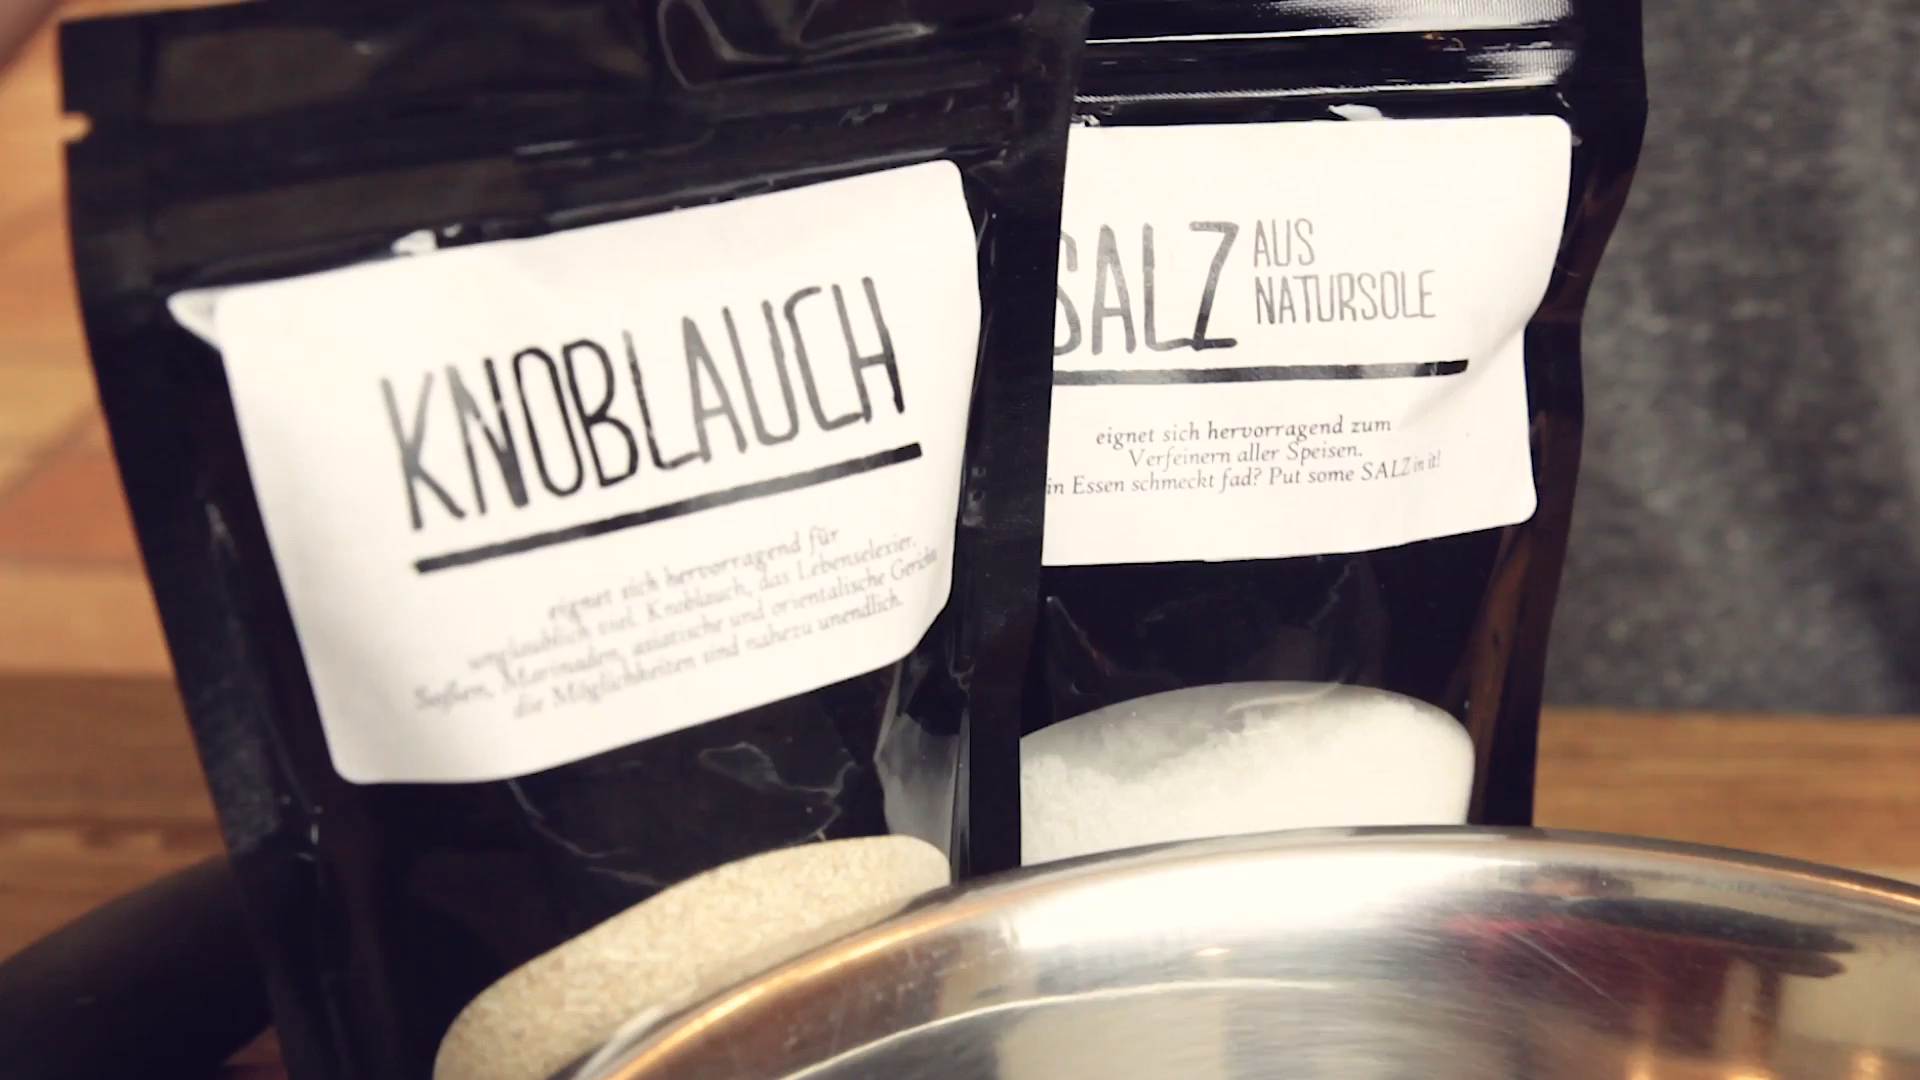 KNOBLAUCH
eignet sich hervorragend für
unglaublich viel. Knoblauch, das Lebenselexier.
Soßen, Marinaden, asiatische und orientalische Gerichte
die Möglichkeiten sind nahezu unendlich.
SALZ AUS
NATURSOLE
eignet sich hervorragend zum
Verfeinern aller Speisen.
in Essen schmeckt fad? Put some SALZ in it!